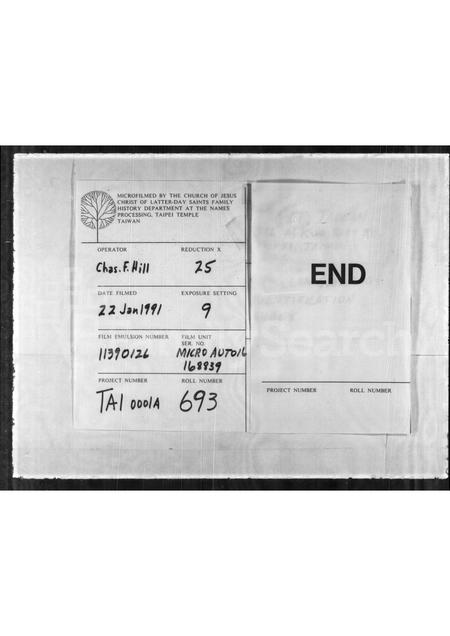 MICROFILMED BY THE CHURCH OF JESUS
CHRIST OF LATTER-DAY SAINTS FAMILY
HISTORY DEPARTMENT AT THE NAMES
PROCESSING, TAIPEI TEMPLE
TAIWAN
OPERATOR
REDUCTION X
Chas. F. Hill
25
DATE FILMED
EXPOSURE SETTING
22 Jan 1991
9
FILM EMULSION NUMBER
FILM UNIT
SER. NO.
11390126
MICRO AUTO16
168939
PROJECT NUMBER
ROLL NUMBER
TAI 0001A
693
END
PROJECT NUMBER
ROLL NUMBER